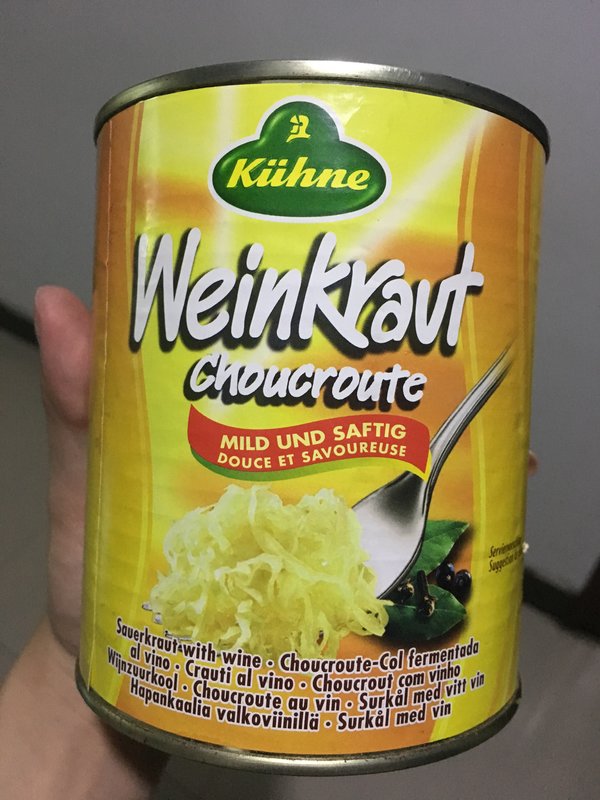 Kühne
Weinkraut
Choucroute
MILD UND SAFTIG
DOUCE ET SAVOUREUSE
Sauerkraut with wine • Choucroute-Col fermentada
al vino • Crauti al vino • Choucrout com vinho
Wijnzuurkool • Choucroute au vin • Surkål med vitt vin
Hapankaalia valkoviinillä • Surkål med vin
Suggestion